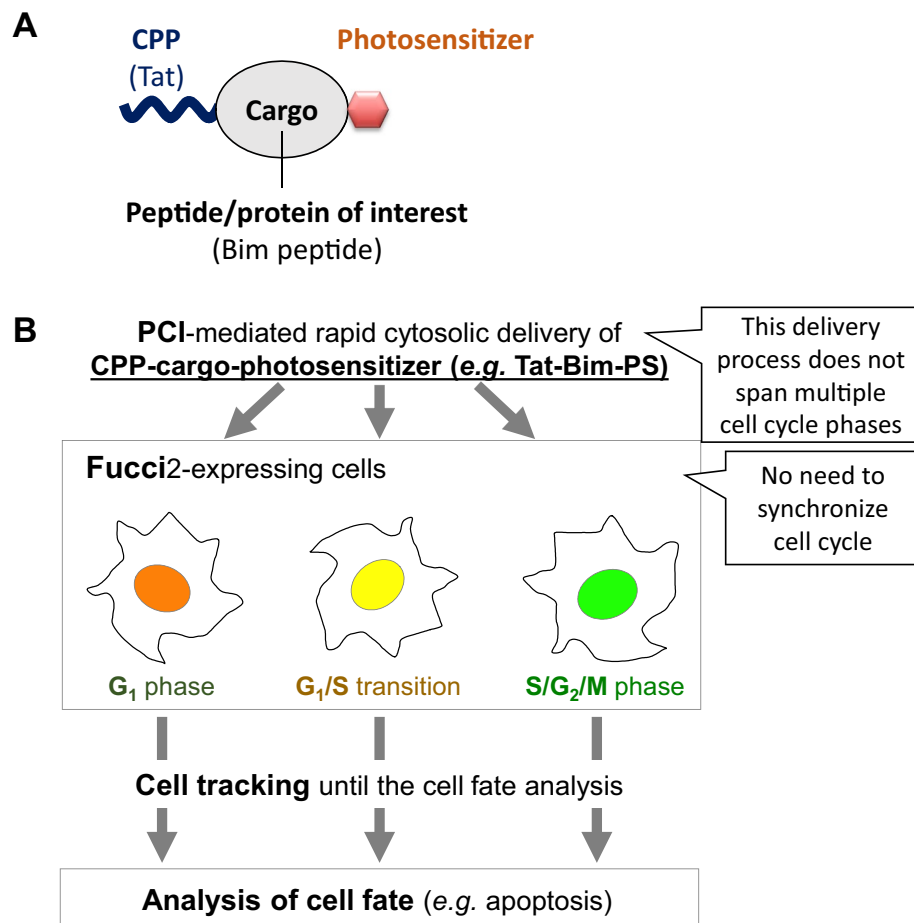 A
CPP
(Tat)
Photosensitizer
Cargo
Peptide/protein of interest
(Bim peptide)
B
PCI-mediated rapid cytosolic delivery of
CPP-cargo-photosensitizer (e.g. Tat-Bim-PS)
This delivery
process does not
span multiple
cell cycle phases
Fucci2-expressing cells
No need to
synchronize
cell cycle
G₁ phase
G₁/S transition
S/G₂/M phase
Cell tracking until the cell fate analysis
Analysis of cell fate (e.g. apoptosis)